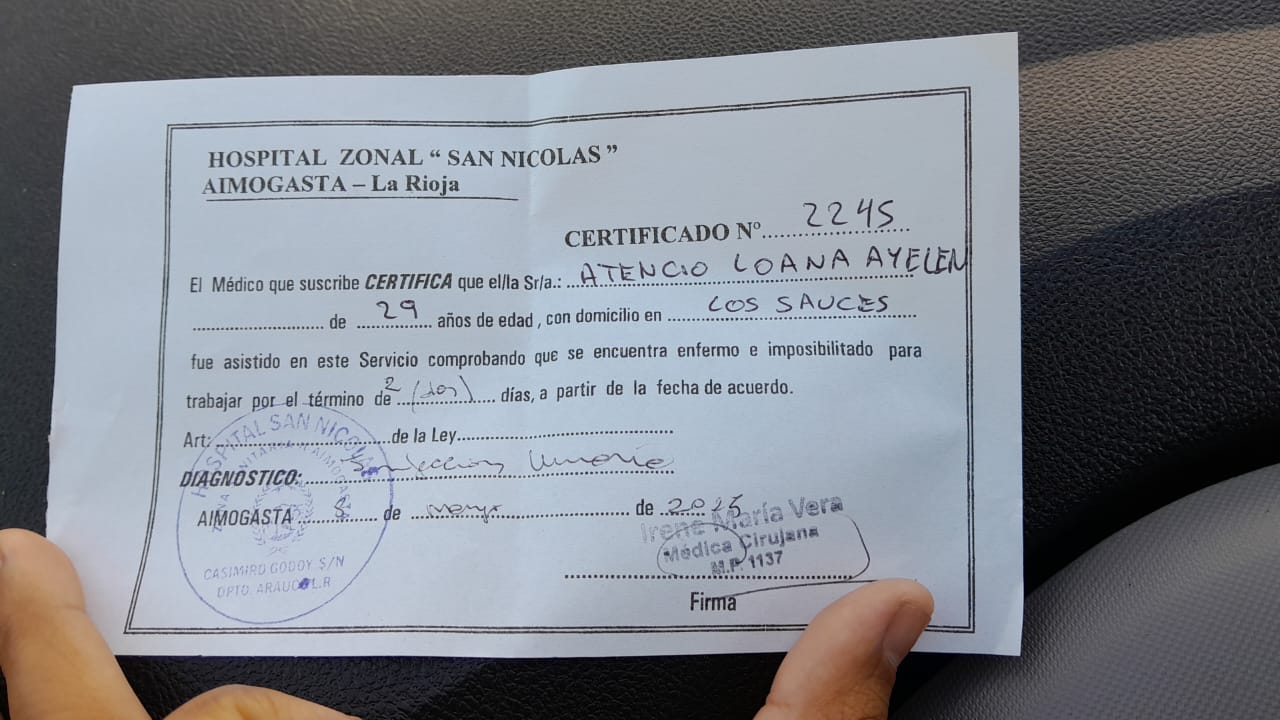 HOSPITAL ZONAL “ SAN NICOLAS ”
AIMOGASTA – La Rioja
CERTIFICADO Nº.... 2245
El Médico que suscribe CERTIFICA que el/la Sr/a.: ATENCIO LOANA AYELEN
de 29 años de edad, con domicilio en LOS SAUCES
fue asistido en este Servicio comprobando que se encuentra enfermo e imposibilitado para
trabajar por el término de 2 (dos) días, a partir de la fecha de acuerdo.
Art: de la Ley
DIAGNOSTICO:
AIMOGASTA 8 de de 2025
Irene María Vera
Médica Cirujana
M.P. 1137
Firma
HOSPITAL SAN NICOLAS
ZONA SANITARIA II AIMOGASTA
CASIMIRO GODOY S/N
DPTO. ARAUCO L.R